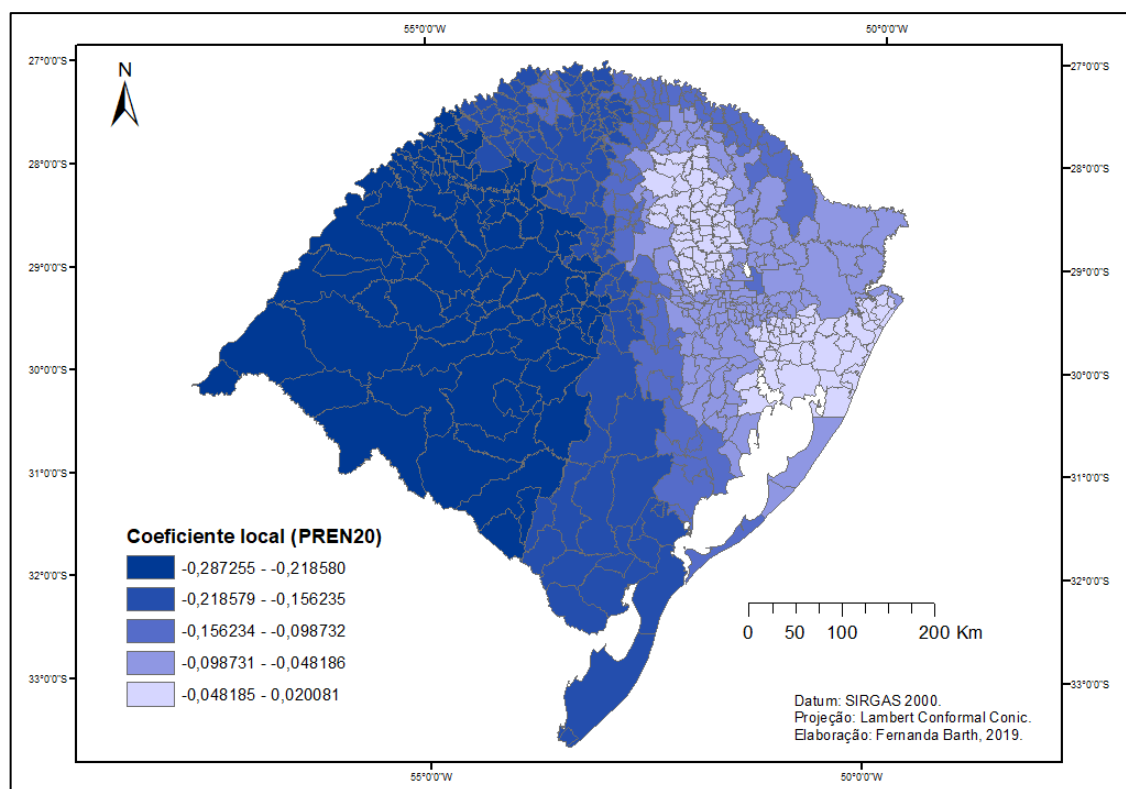 55°0'0"W 50°0'0"W
27°0'0"S 27°0'0"S
N
28°0'0"S 28°0'0"S
29°0'0"S 29°0'0"S
30°0'0"S 30°0'0"S
31°0'0"S 31°0'0"S
Coeficiente local (PREN20)
-0,287255 - -0,218580
-0,218579 - -0,156235
-0,156234 - -0,098732
-0,098731 - -0,048186
-0,048185 - 0,020081
32°0'0"S 32°0'0"S
0 50 100 200 Km
33°0'0"S 33°0'0"S
Datum: SIRGAS 2000.
Projeção: Lambert Conformal Conic.
Elaboração: Fernanda Barth, 2019.
55°0'0"W 50°0'0"W